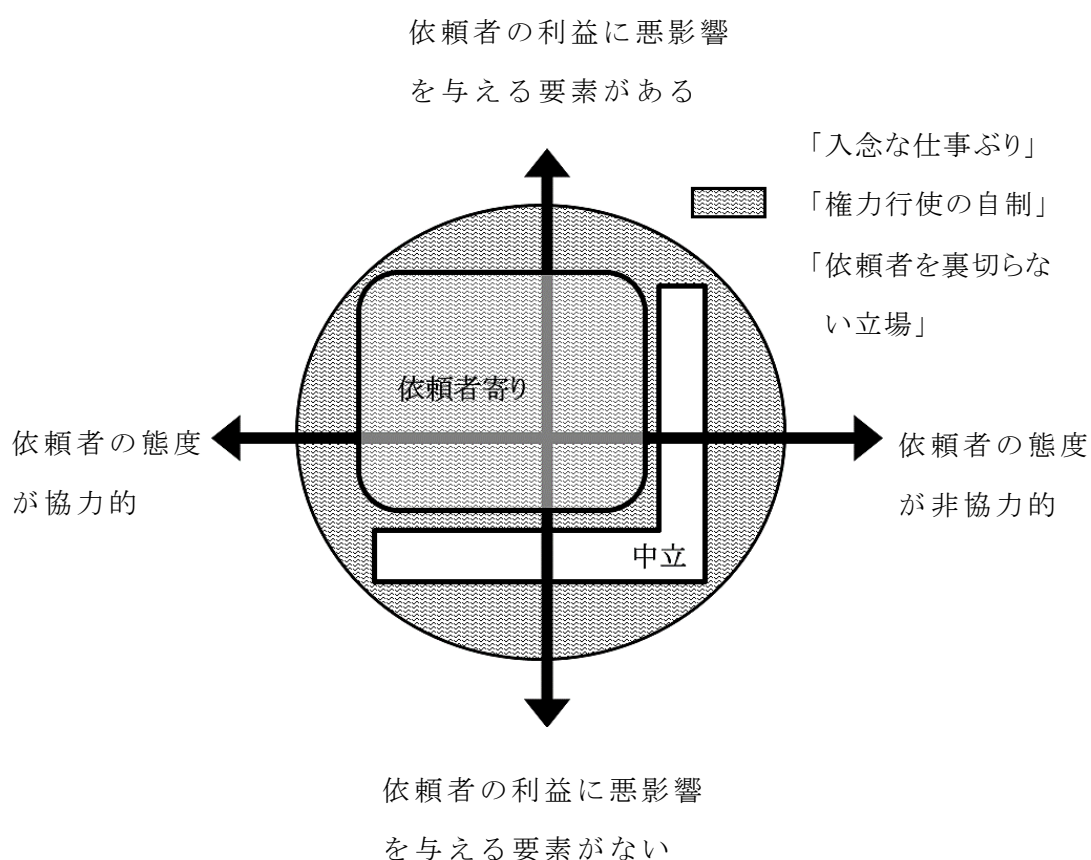 依頼者の利益に悪影響
を与える要素がある
「入念な仕事ぶり」
「権力行使の自制」
「依頼者を裏切らな
い立場」
依頼者寄り
依頼者の態度
が協力的
依頼者の態度
が非協力的
中立
依頼者の利益に悪影響
を与える要素がない